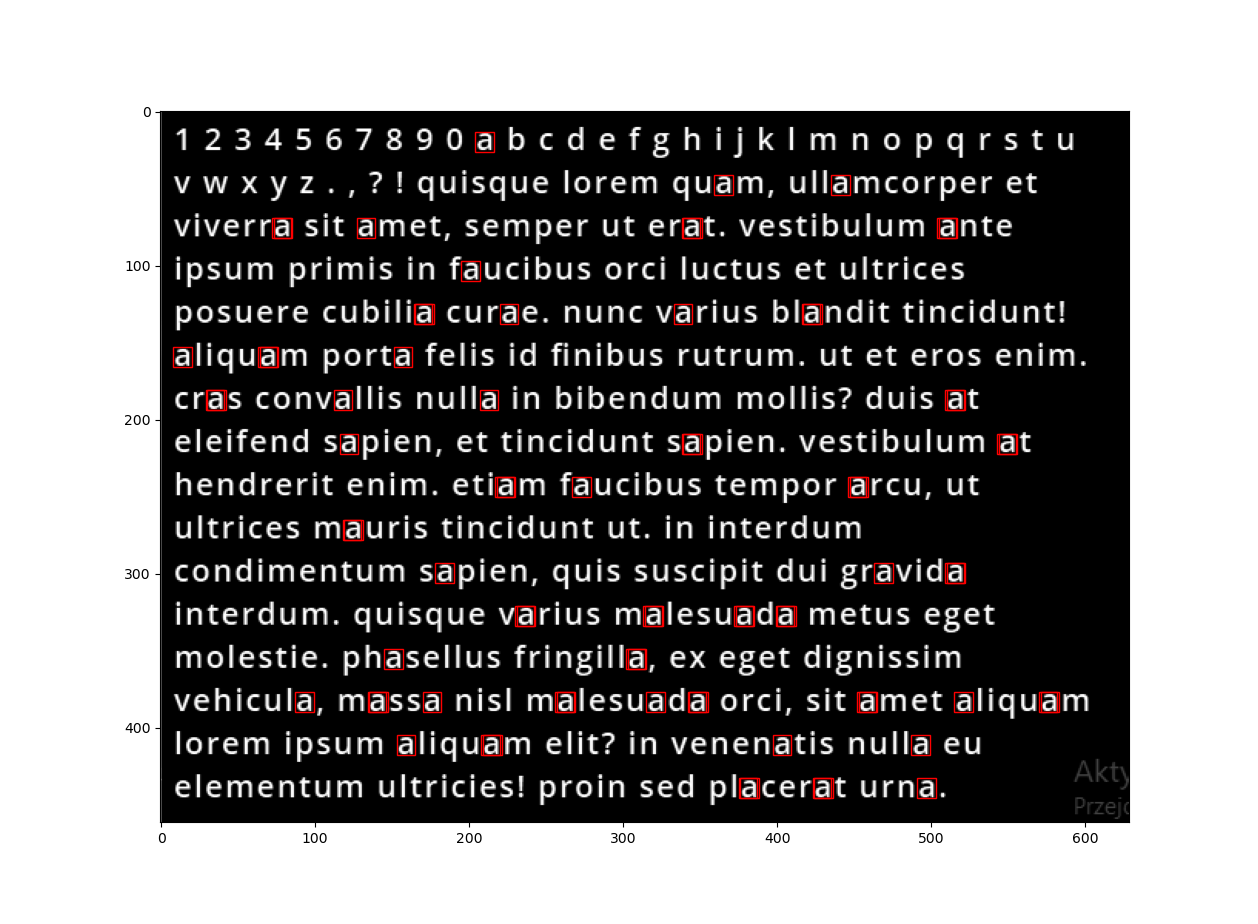 0
1 2 3 4 5 6 7 8 9 0 a b c d e f g h i j k l m n o p q r s t u
v w x y z . , ? ! quisque lorem quam, ullamcorper et
viverra sit amet, semper ut erat. vestibulum ante
100
ipsum primis in faucibus orci luctus et ultrices
posuere cubilia curae. nunc varius blandit tincidunt!
aliquam porta felis id finibus rutrum. ut et eros enim.
cras convallis nulla in bibendum mollis? duis at
200
eleifend sapien, et tincidunt sapien. vestibulum at
hendrerit enim. etiam faucibus tempor arcu, ut
ultrices mauris tincidunt ut. in interdum
300
condimentum sapien, quis suscipit dui gravida
interdum. quisque varius malesuada metus eget
molestie. phasellus fringilla, ex eget dignissim
vehicula, massa nisl malesuada orci, sit amet aliquam
400
lorem ipsum aliquam elit? in venenatis nulla eu
Akty
elementum ultricies! proin sed placerat urna.
Przejd
0 100 200 300 400 500 600